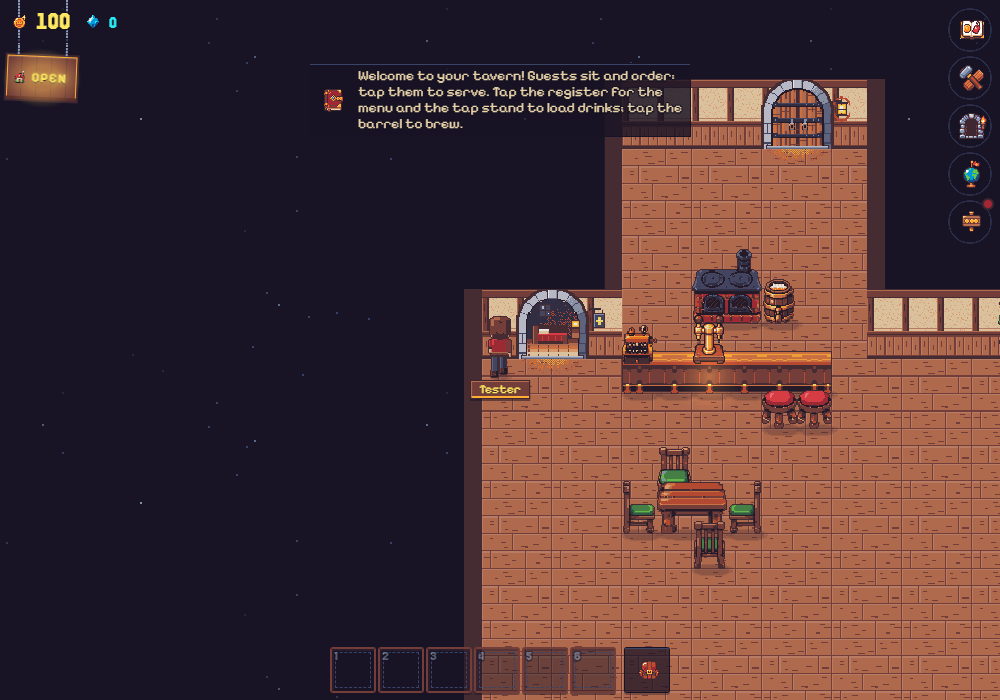 100
0
OPEN
Welcome to your tavern! Guests sit and order:
tap them to serve. Tap the register for the
menu and the tap stand to load drinks: tap the
barrel to brew.
Tester
1 2 3 4 5 6